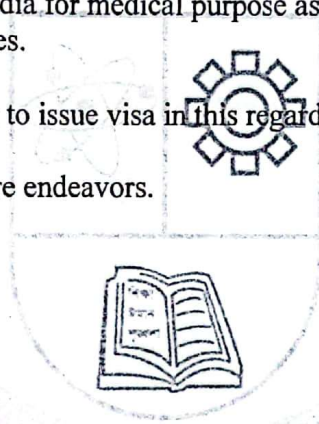 dia for medical purpose as
es.
to issue visa in this regard
re endeavors.